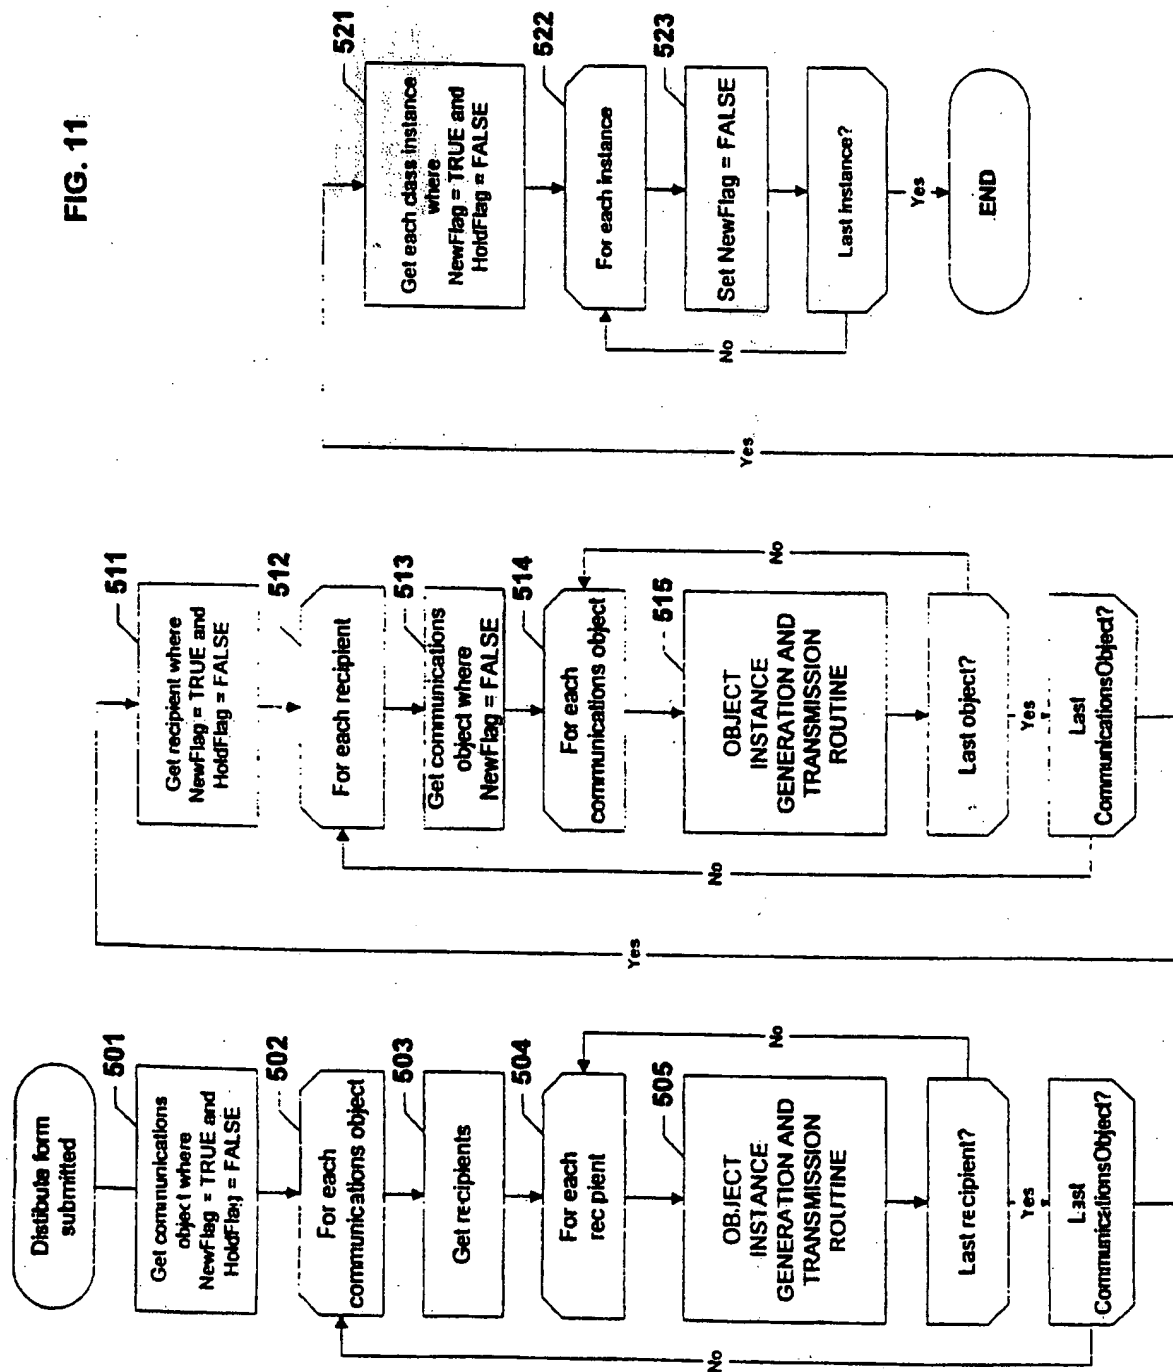 FIG. 11
Distibute form
submitted
501
Get communications
object where
NewFlag = TRUE and
HoldFlag = FALSE
502
For each
communications object
503
Get recipients
504
For each
recipient
505
OBJECT
INSTANCE
GENERATION AND
TRANSMISSION
ROUTINE
Last recipient?
No
Yes
Last
CommunicationsObject?
No
Yes
511
Get recipient where
NewFlag = TRUE and
HoldFlag = FALSE
512
For each recipient
513
Get communications
object where
NewFlag = FALSE
514
For each
communications object
515
OBJECT
INSTANCE
GENERATION AND
TRANSMISSION
ROUTINE
Last object?
No
Yes
Last
CommunicationsObject?
No
Yes
521
Get each class instance
where
NewFlag = TRUE and
HoldFlag = FALSE
522
For each instance
523
Set NewFlag = FALSE
Last instance?
No
Yes
END